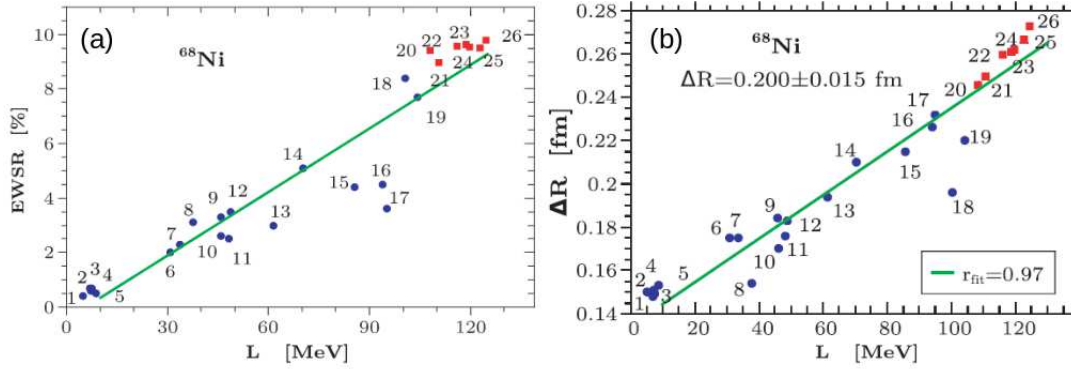 (a)
⁶⁸Ni
EWSR [%]
10
8
6
4
2
0
0 30 60 90 120
L [MeV]
1 2 3 4 5 6 7 8 9 10 11 12 13 14 15 16 17 18 19 20 21 22 23 24 25 26
(b)
⁶⁸Ni
ΔR=0.200±0.015 fm
ΔR [fm]
0.28
0.26
0.24
0.22
0.2
0.18
0.16
0.14
0 20 40 60 80 100 120
L [MeV]
1 2 3 4 5 6 7 8 9 10 11 12 13 14 15 16 17 18 19 20 21 22 23 24 25 26
r_fit=0.97